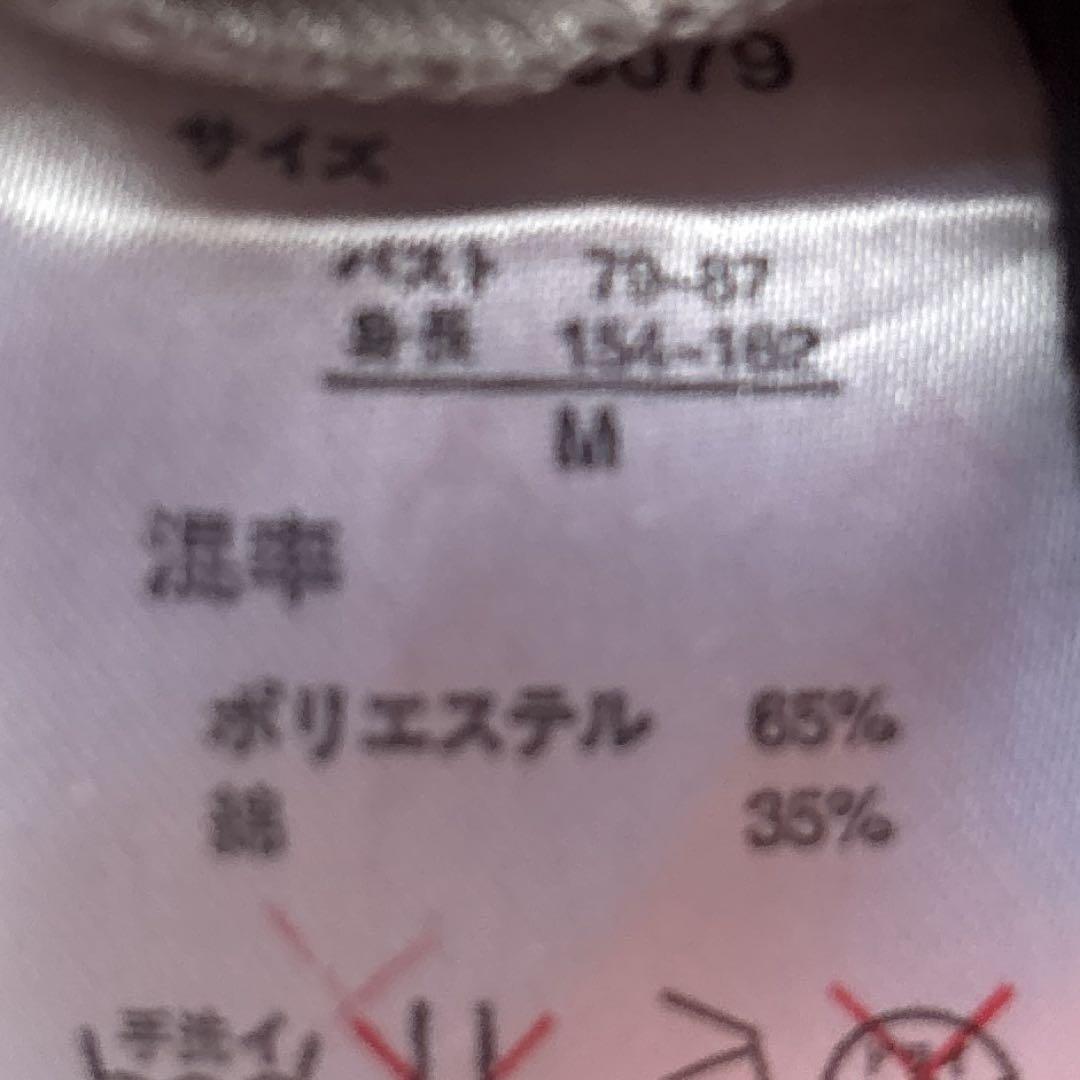 079
サイズ
バスト 79-87
身長 154-162
M
混率
ポリエステル 65%
綿 35%
手洗イ